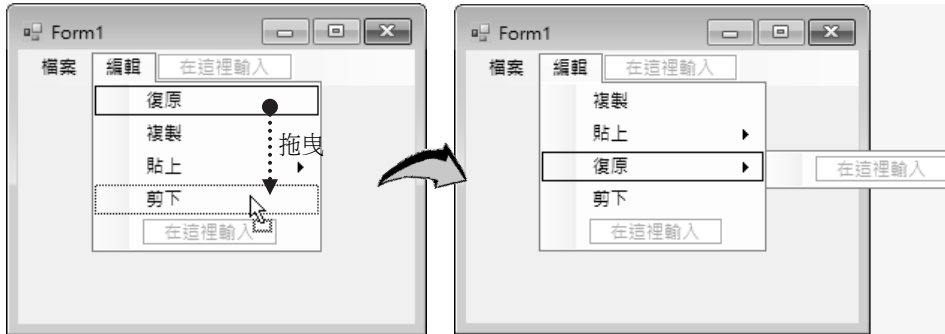 Form1
檔案 編輯 在這裡輸入
復原
複製
拖曳
貼上
剪下
在這裡輸入
Form1
檔案 編輯 在這裡輸入
複製
貼上
復原 在這裡輸入
剪下
在這裡輸入